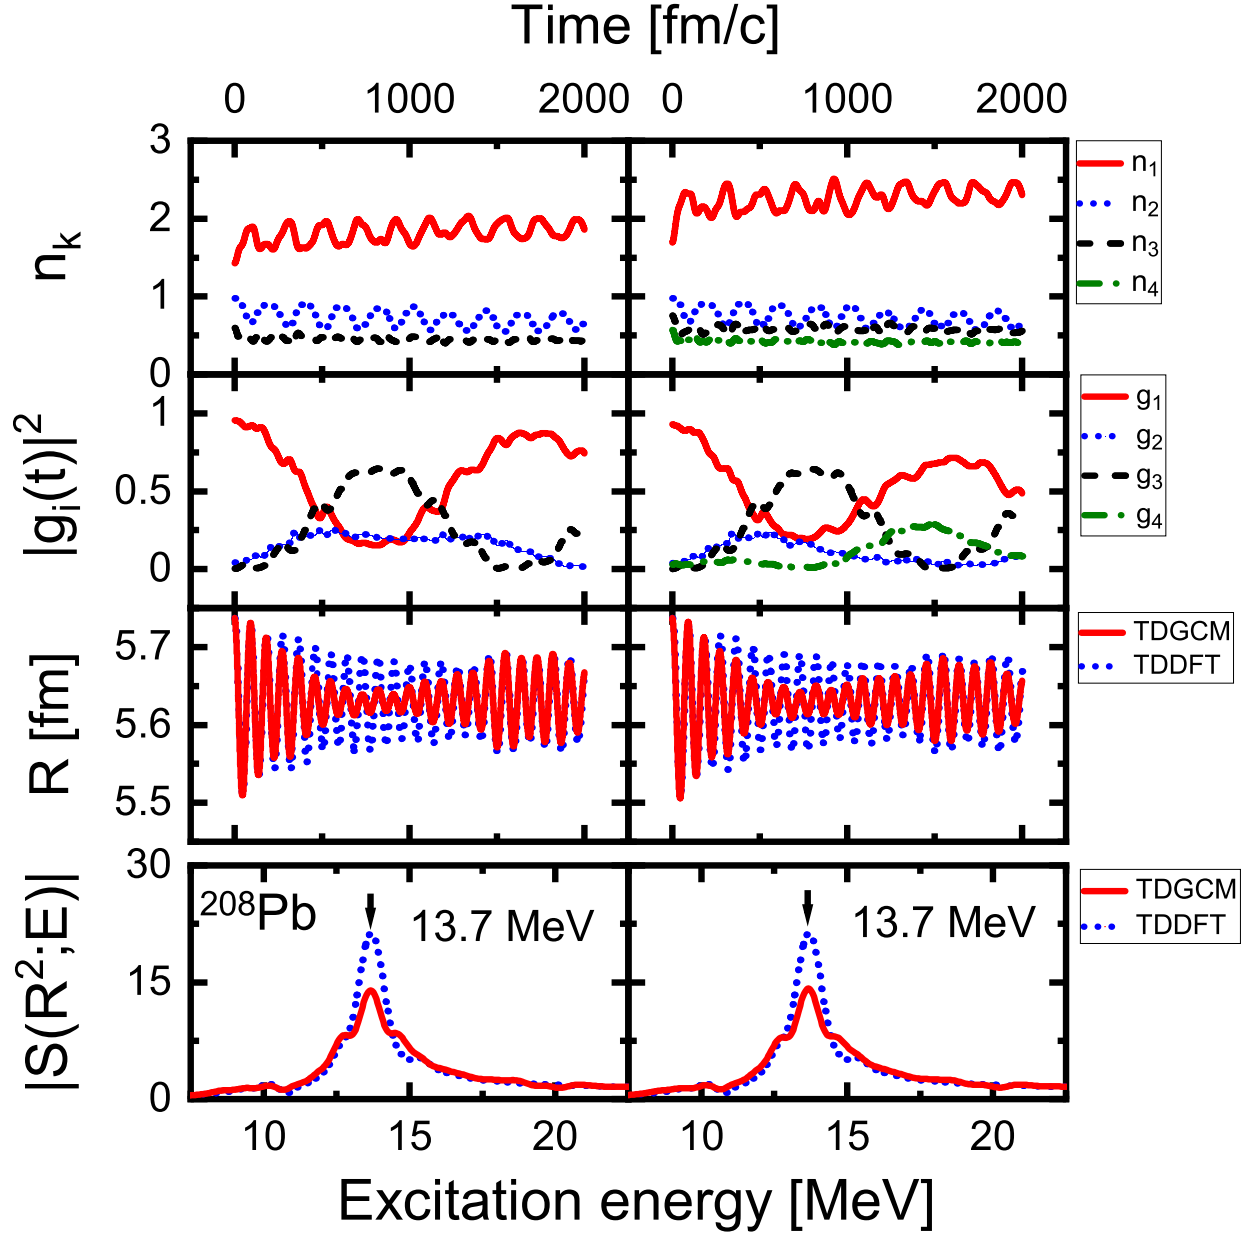 Time [fm/c]
0 1000 2000 0 1000 2000
3
2
1
0
n_k
n_1
n_2
n_3
n_4
1
0.5
0
|g_i(t)|^2
g_1
g_2
g_3
g_4
5.7
5.6
5.5
R [fm]
TDGCM
TDDFT
30
15
0
|S(R^2;E)|
^208Pb
13.7 MeV
13.7 MeV
TDGCM
TDDFT
10 15 20 10 15 20
Excitation energy [MeV]